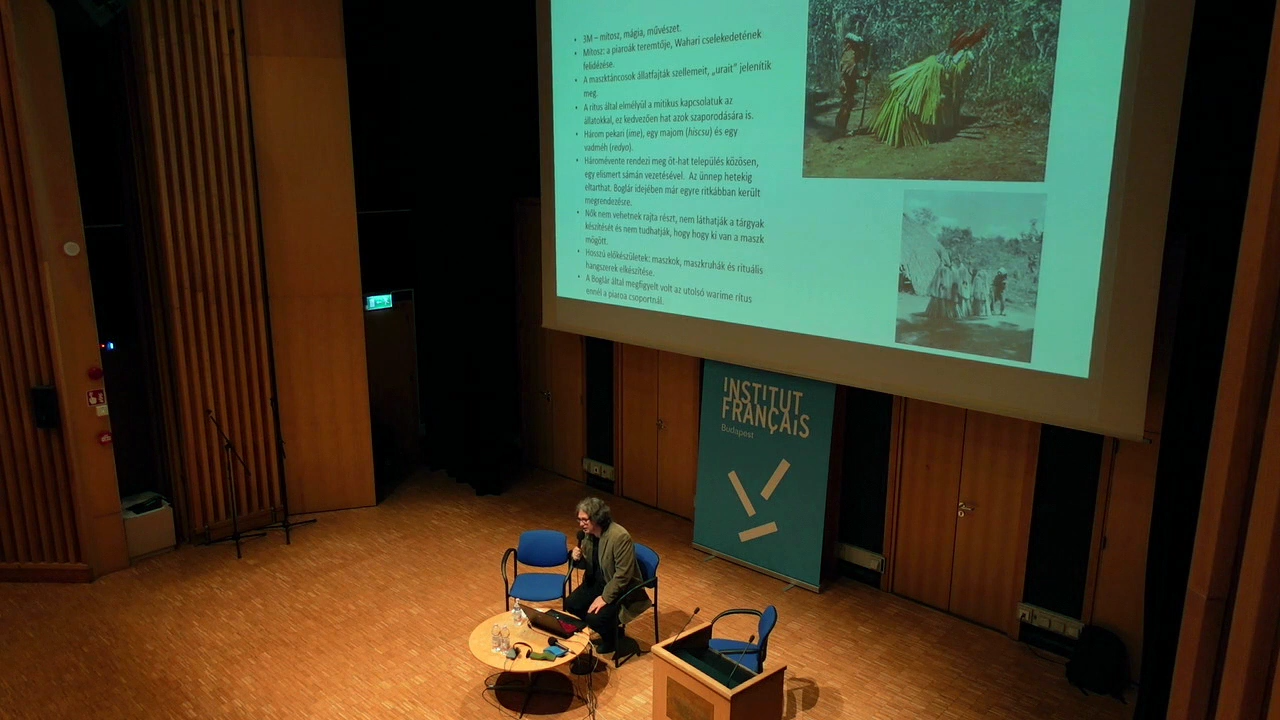 • 3M – mítosz, mágia, művészet.
• Mítosz: a piaroák teremtője, Wahari cselekedetének
felidézése.
• A maszktáncosok állatfajták szellemeit, „urait” jelenítik
meg.
• A rítus által elmélyül a mitikus kapcsolatuk az
állatokkal, ez kedvezően hat azok szaporodására is.
• Három pekari (ime), egy majom (hiscsu) és egy
vadméh (redyo).
• Háromévente rendezi meg öt-hat település közösen,
egy elismert sámán vezetésével. Az ünnep hetekig
eltarthat. Boglár idejében már egyre ritkábban került
megrendezésre.
• Nők nem vehetnek rajta részt, nem láthatják a tárgyak
készítését és nem tudhatják, hogy hogy ki van a maszk
mögött.
• Hosszú előkészületek: maszkok, maszkruhák és rituális
hangszerek elkészítése.
• A Boglár által megfigyelt volt az utolsó warime rítus
ennél a piaroa csoportnál.
INSTITUT
FRANÇAIS
Budapest